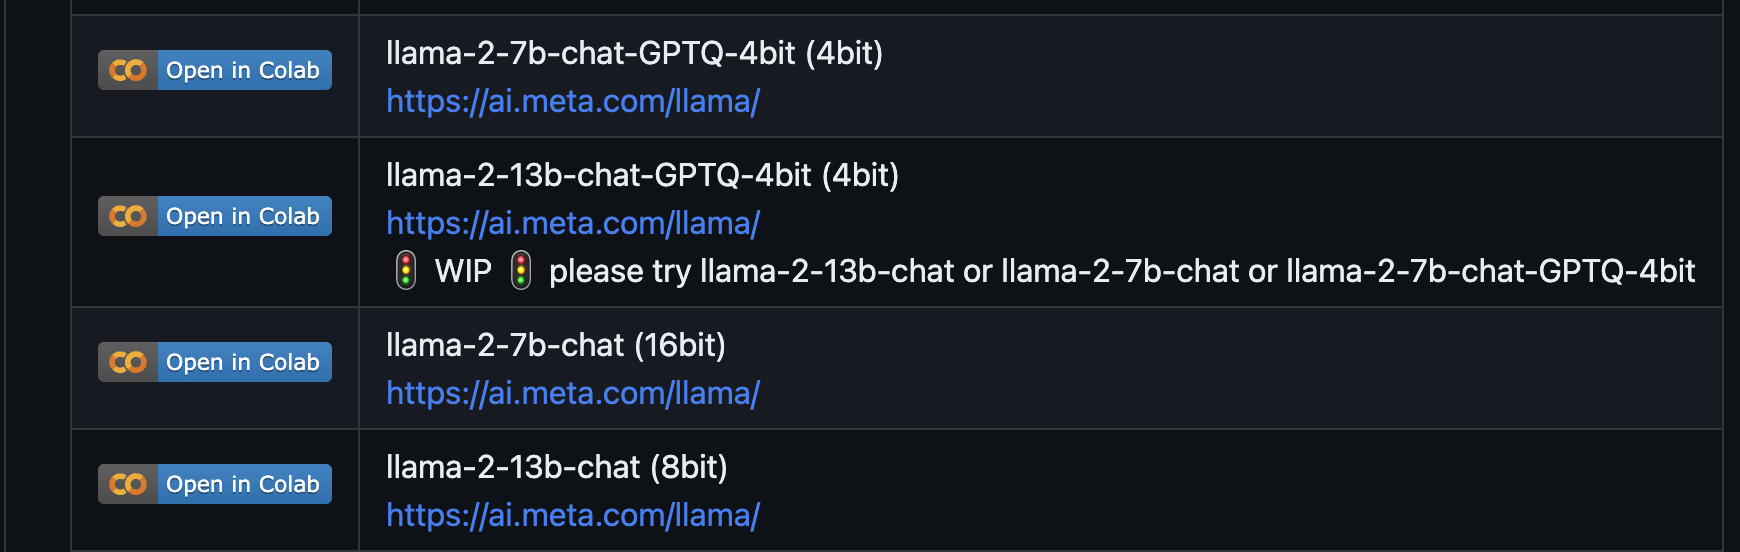 Open in Colab
llama-2-7b-chat-GPTQ-4bit (4bit)
https://ai.meta.com/llama/
Open in Colab
llama-2-13b-chat-GPTQ-4bit (4bit)
https://ai.meta.com/llama/
🚦 WIP 🚦 please try llama-2-13b-chat or llama-2-7b-chat or llama-2-7b-chat-GPTQ-4bit
Open in Colab
llama-2-7b-chat (16bit)
https://ai.meta.com/llama/
Open in Colab
llama-2-13b-chat (8bit)
https://ai.meta.com/llama/